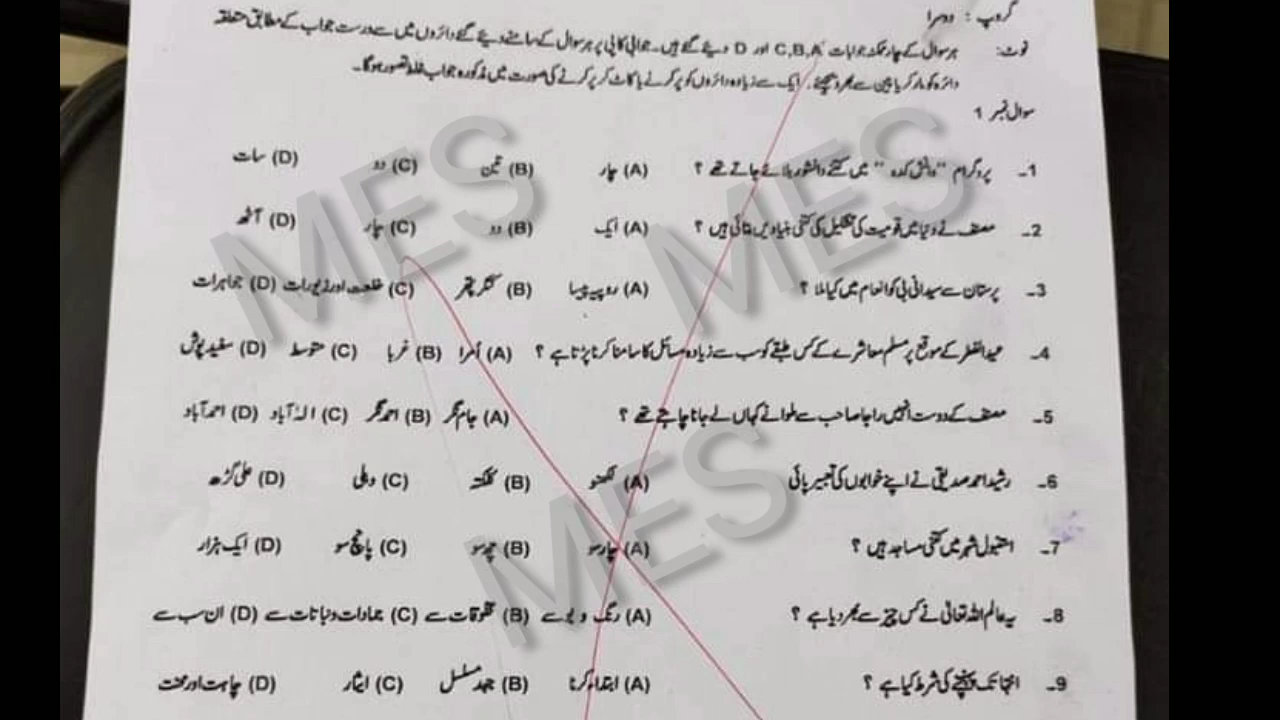 گروپ : دوسرا
نوٹ: ہر سوال کے چار ممکنہ جوابات C,B,A اور D دیئے گئے ہیں۔ جوابی کاپی پر ہر سوال کے سامنے دیئے گئے دائروں میں سے درست جواب کے مطابق متعلقہ
دائرہ کو مارکر یا پین سے بھر دیجئے۔ ایک سے زیادہ دائروں کو پُر کرنے یا کاٹ کر پُر کرنے کی صورت میں مذکورہ جواب غلط تصور ہوگا۔
سوال نمبر 1
1۔ پروگرام "دانش کدہ" میں کتنے دانشور بلائے جاتے تھے ؟ (A) چار (B) تین (C) دو (D) سات
2۔ مصنف نے دنیا میں قومیت کی تشکیل کی کتنی بنیادیں بتائی ہیں ؟ (A) ایک (B) دو (C) چار (D) آٹھ
3۔ پرستان سے سیدانی بی کو انعام میں کیا ملا ؟ (A) روپیہ پیسا (B) کنکر پتھر (C) خلعت اور زیورات (D) جواہرات
4۔ عیدالفطر کے موقع پر مسلم معاشرے کے کس طبقے کو سب سے زیادہ مسائل کا سامنا کرنا پڑتا ہے ؟ (A) اُمرا (B) غربا (C) متوسط (D) سفید پوش
5۔ مصنف کے دوست انہیں راجا صاحب سے ملوانے کہاں لے جانا چاہتے تھے ؟ (A) جام نگر (B) احمد نگر (C) الٰہ آباد (D) احمد آباد
6۔ رشید احمد صدیقی نے اپنے خوابوں کی تعبیر پائی (A) لکھنو (B) کلکتہ (C) دہلی (D) علی گڑھ
7۔ استنبول شہر میں کتنی مساجد ہیں ؟ (A) چار سو (B) چھ سو (C) پانچ سو (D) ایک ہزار
8۔ یہ عالم اللہ تعالیٰ نے کس چیز سے بھر دیا ہے ؟ (A) رنگ و بو سے (B) مخلوقات سے (C) جمادات و نباتات سے (D) ان سب سے
9۔ انتہا تک پہنچنے کی شرط کیا ہے ؟ (A) ابتداء کرنا (B) جہد مسلسل (C) ایثار (D) چاہت اور محنت
MES
MES
MES